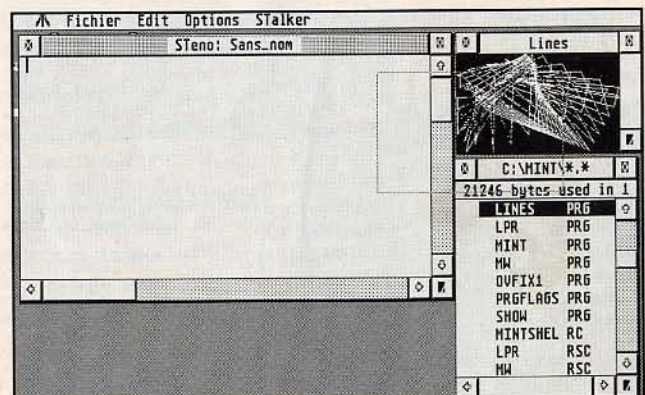 Fichier Edit Options STalker
STeno: Sans_nom
Lines
C:\MINT\*.*
21246 bytes used in 1
LINES PRG
LPR PRG
MINT PRG
MW PRG
OVFIX1 PRG
PRGFLAGS PRG
SHOW PRG
MINTSHEL RC
LPR RSC
MW RSC